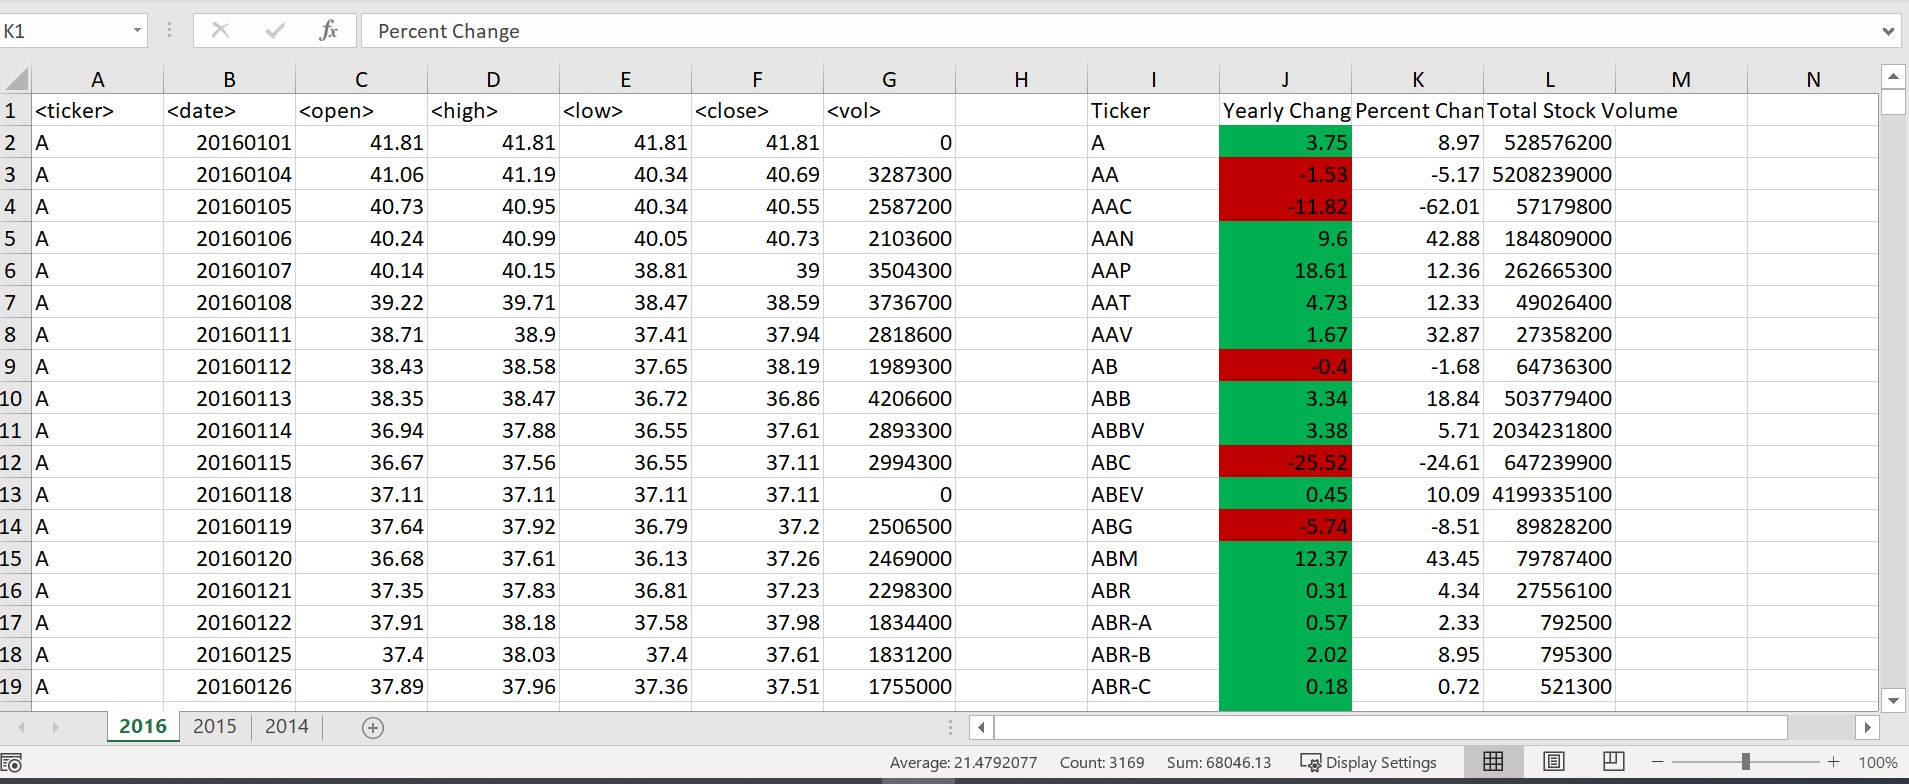 K1 fx Percent Change
A B C D E F G H I J K L M N
1 <ticker> <date> <open> <high> <low> <close> <vol> Ticker Yearly Chang Percent Chan Total Stock Volume
2 A 20160101 41.81 41.81 41.81 41.81 0 A 3.75 8.97 528576200
3 A 20160104 41.06 41.19 40.34 40.69 3287300 AA -1.53 -5.17 5208239000
4 A 20160105 40.73 40.95 40.34 40.55 2587200 AAC -11.82 -62.01 57179800
5 A 20160106 40.24 40.99 40.05 40.73 2103600 AAN 9.6 42.88 184809000
6 A 20160107 40.14 40.15 38.81 39 3504300 AAP 18.61 12.36 262665300
7 A 20160108 39.22 39.71 38.47 38.59 3736700 AAT 4.73 12.33 49026400
8 A 20160111 38.71 38.9 37.41 37.94 2818600 AAV 1.67 32.87 27358200
9 A 20160112 38.43 38.58 37.65 38.19 1989300 AB -0.4 -1.68 64736300
10 A 20160113 38.35 38.47 36.72 36.86 4206600 ABB 3.34 18.84 503779400
11 A 20160114 36.94 37.88 36.55 37.61 2893300 ABBV 3.38 5.71 2034231800
12 A 20160115 36.67 37.56 36.55 37.11 2994300 ABC -25.52 -24.61 647239900
13 A 20160118 37.11 37.11 37.11 37.11 0 ABEV 0.45 10.09 4199335100
14 A 20160119 37.64 37.92 36.79 37.2 2506500 ABG -5.74 -8.51 89828200
15 A 20160120 36.68 37.61 36.13 37.26 2469000 ABM 12.37 43.45 79787400
16 A 20160121 37.35 37.83 36.81 37.23 2298300 ABR 0.31 4.34 27556100
17 A 20160122 37.91 38.18 37.58 37.98 1834400 ABR-A 0.57 2.33 792500
18 A 20160125 37.4 38.03 37.4 37.61 1831200 ABR-B 2.02 8.95 795300
19 A 20160126 37.89 37.96 37.36 37.51 1755000 ABR-C 0.18 0.72 521300
2016 2015 2014
Average: 21.4792077 Count: 3169 Sum: 68046.13 Display Settings 100%